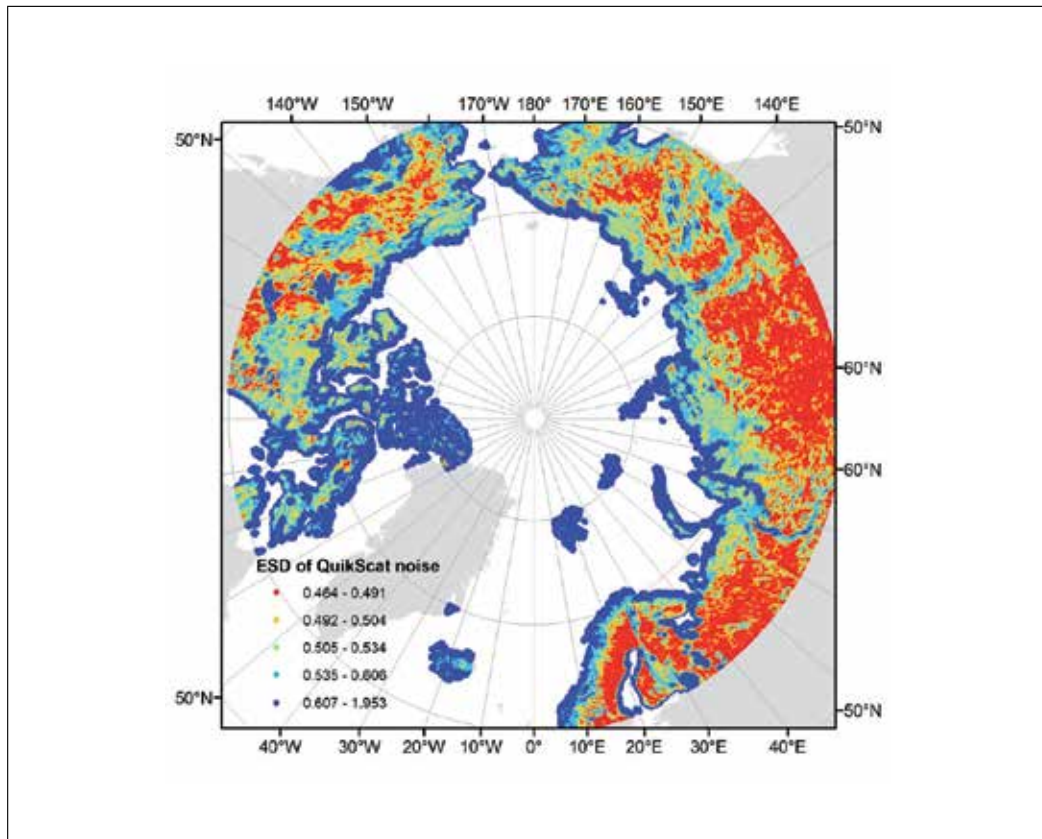 140°W 150°W 170°W 180° 170°E 160°E 150°E 140°E
50°N 50°N
60°N
60°N
ESD of QuikScat noise
0.464 - 0.491
0.492 - 0.504
0.505 - 0.534
0.535 - 0.606
0.607 - 1.953
50°N 50°N
40°W 30°W 20°W 10°W 0° 10°E 20°E 30°E 40°E